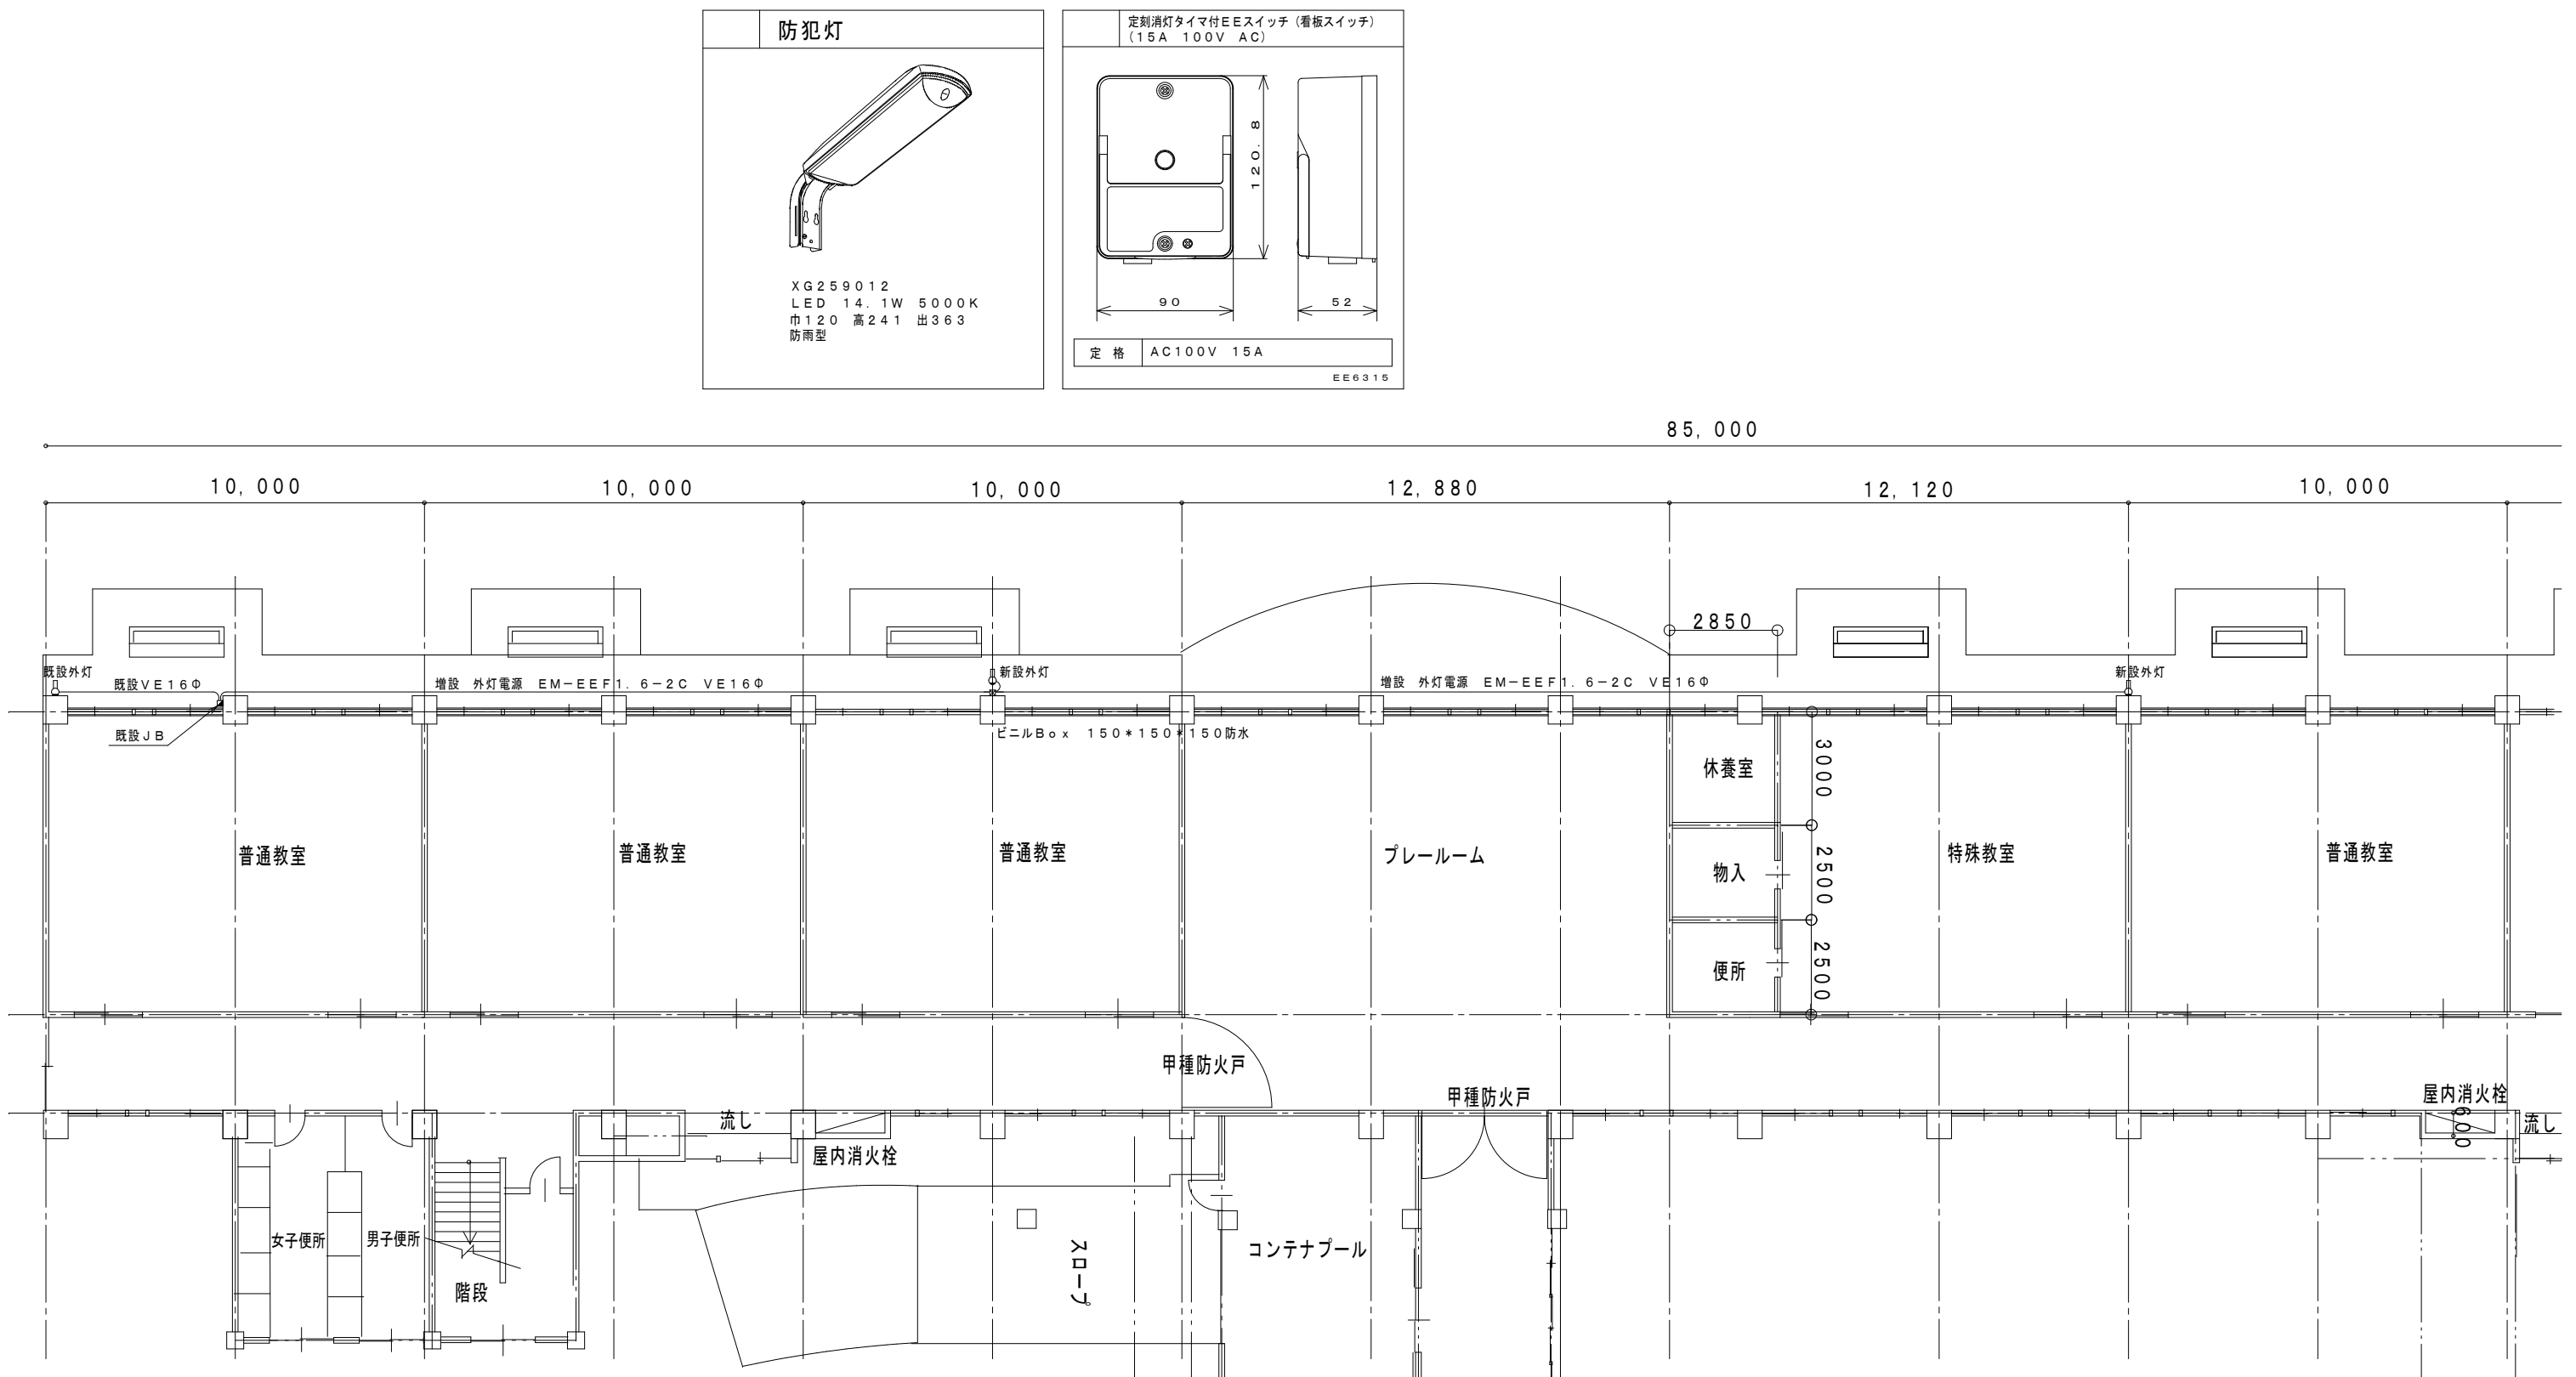 防犯灯
XG259012
LED 14.1W 5000K
巾120 高241 出363
防雨型
定刻消灯タイマ付EEスイッチ(看板スイッチ)
(15A 100V AC)
120.8
90
52
定格 AC100V 15A
EE6315
85,000
10,000
10,000
10,000
12,880
12,120
10,000
2850
既設外灯
既設VE16Φ
増設 外灯電源 EM-EEF1.6-2C VE16Φ
新設外灯
増設 外灯電源 EM-EEF1.6-2C VE16Φ
新設外灯
既設JB
ビニルBox 150*150*150防水
3000
休養室
普通教室
普通教室
普通教室
プレールーム
物入
2500
特殊教室
普通教室
便所
2500
甲種防火戸
甲種防火戸
屋内消火栓
600
流し
流し
屋内消火栓
女子便所
男子便所
階段
スロープ
コンテナプール